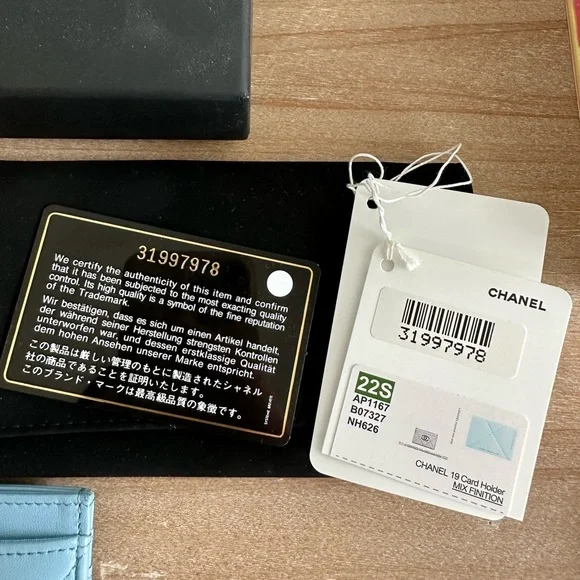 31997978
We certify the authenticity of this item and confirm
that it has been subjected to the most exacting quality
control. Its high quality is a symbol of the fine reputation
of the Trademark.
Wir bestätigen, dass es sich um einen Artikel handelt,
der während seiner Herstellung strengsten Kontrollen
unterworfen war, und dessen erstklassige Qualität
dem hohen Ansehen unserer Marke entspricht.
この製品は厳しい管理のもとに製造されたシャネル
社の商品であることを証明いたします。
このブランド・マークは最高級品質の象徴です。
CHANEL
31997978
22S
AP1167
B07327
NH626
CHANEL 19 Card Holder
MIX FINITION